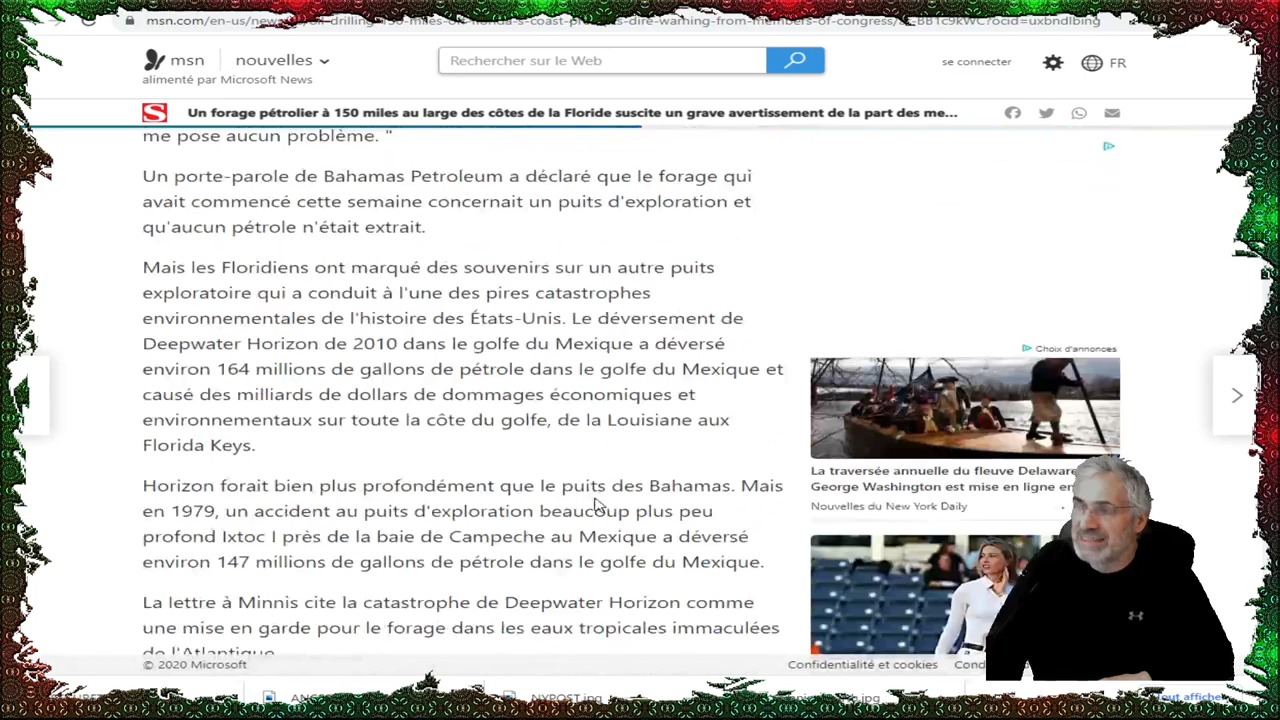 msn.com/en-us/news/
msn
nouvelles
Rechercher sur le Web
se connecter
FR
alimenté par Microsoft News
Un forage pétrolier à 150 miles au large des côtes de la Floride suscite un grave avertissement de la part des me...
me pose aucun problème. "
Un porte-parole de Bahamas Petroleum a déclaré que le forage qui
avait commencé cette semaine concernait un puits d'exploration et
qu'aucun pétrole n'était extrait.
Mais les Floridiens ont marqué des souvenirs sur un autre puits
exploratoire qui a conduit à l'une des pires catastrophes
environnementales de l'histoire des États-Unis. Le déversement de
Deepwater Horizon de 2010 dans le golfe du Mexique a déversé
environ 164 millions de gallons de pétrole dans le golfe du Mexique et
causé des milliards de dollars de dommages économiques et
environnementaux sur toute la côte du golfe, de la Louisiane aux
Florida Keys.
Horizon forait bien plus profondément que le puits des Bahamas. Mais
en 1979, un accident au puits d'exploration beaucoup plus peu
profond Ixtoc I près de la baie de Campeche au Mexique a déversé
environ 147 millions de gallons de pétrole dans le golfe du Mexique.
La lettre à Minnis cite la catastrophe de Deepwater Horizon comme
une mise en garde pour le forage dans les eaux tropicales immaculées
de l'Atlantique
Choix d'annonces
La traversée annuelle du fleuve Delaware
George Washington est mise en ligne en
Nouvelles du New York Daily
© 2020 Microsoft
Confidentialité et cookies
NYPOST.jpg
tout affiche